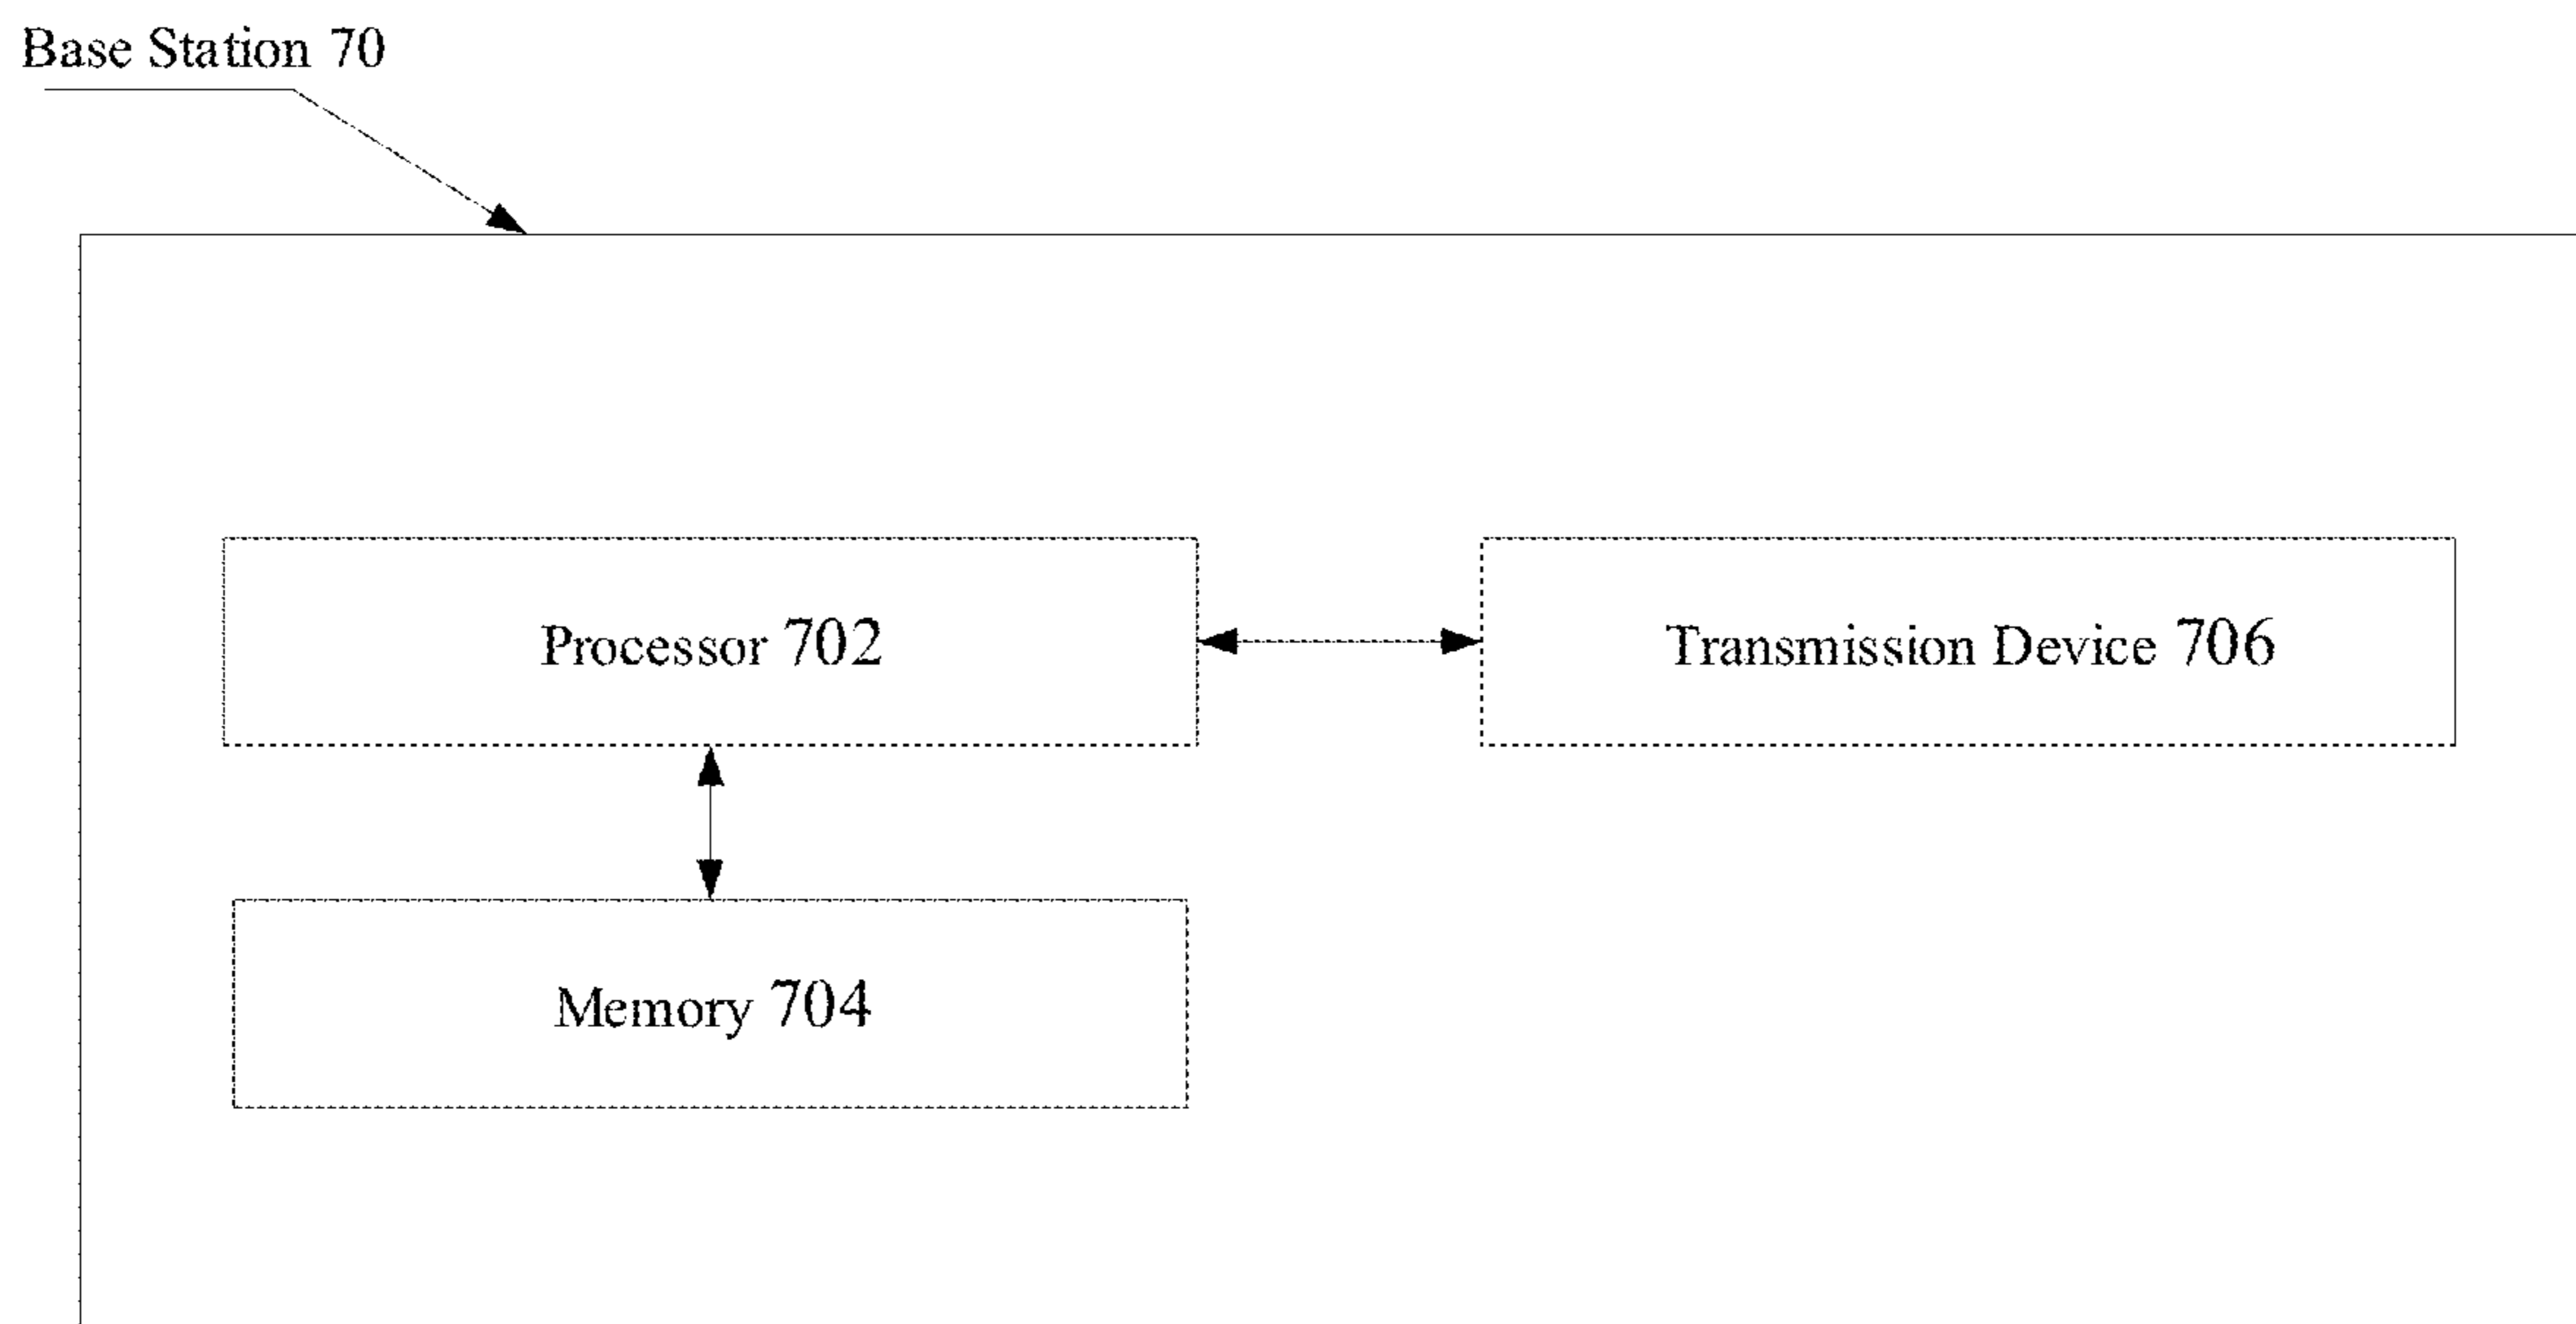 Base Station 70
Processor 702
Transmission Device 706
Memory 704